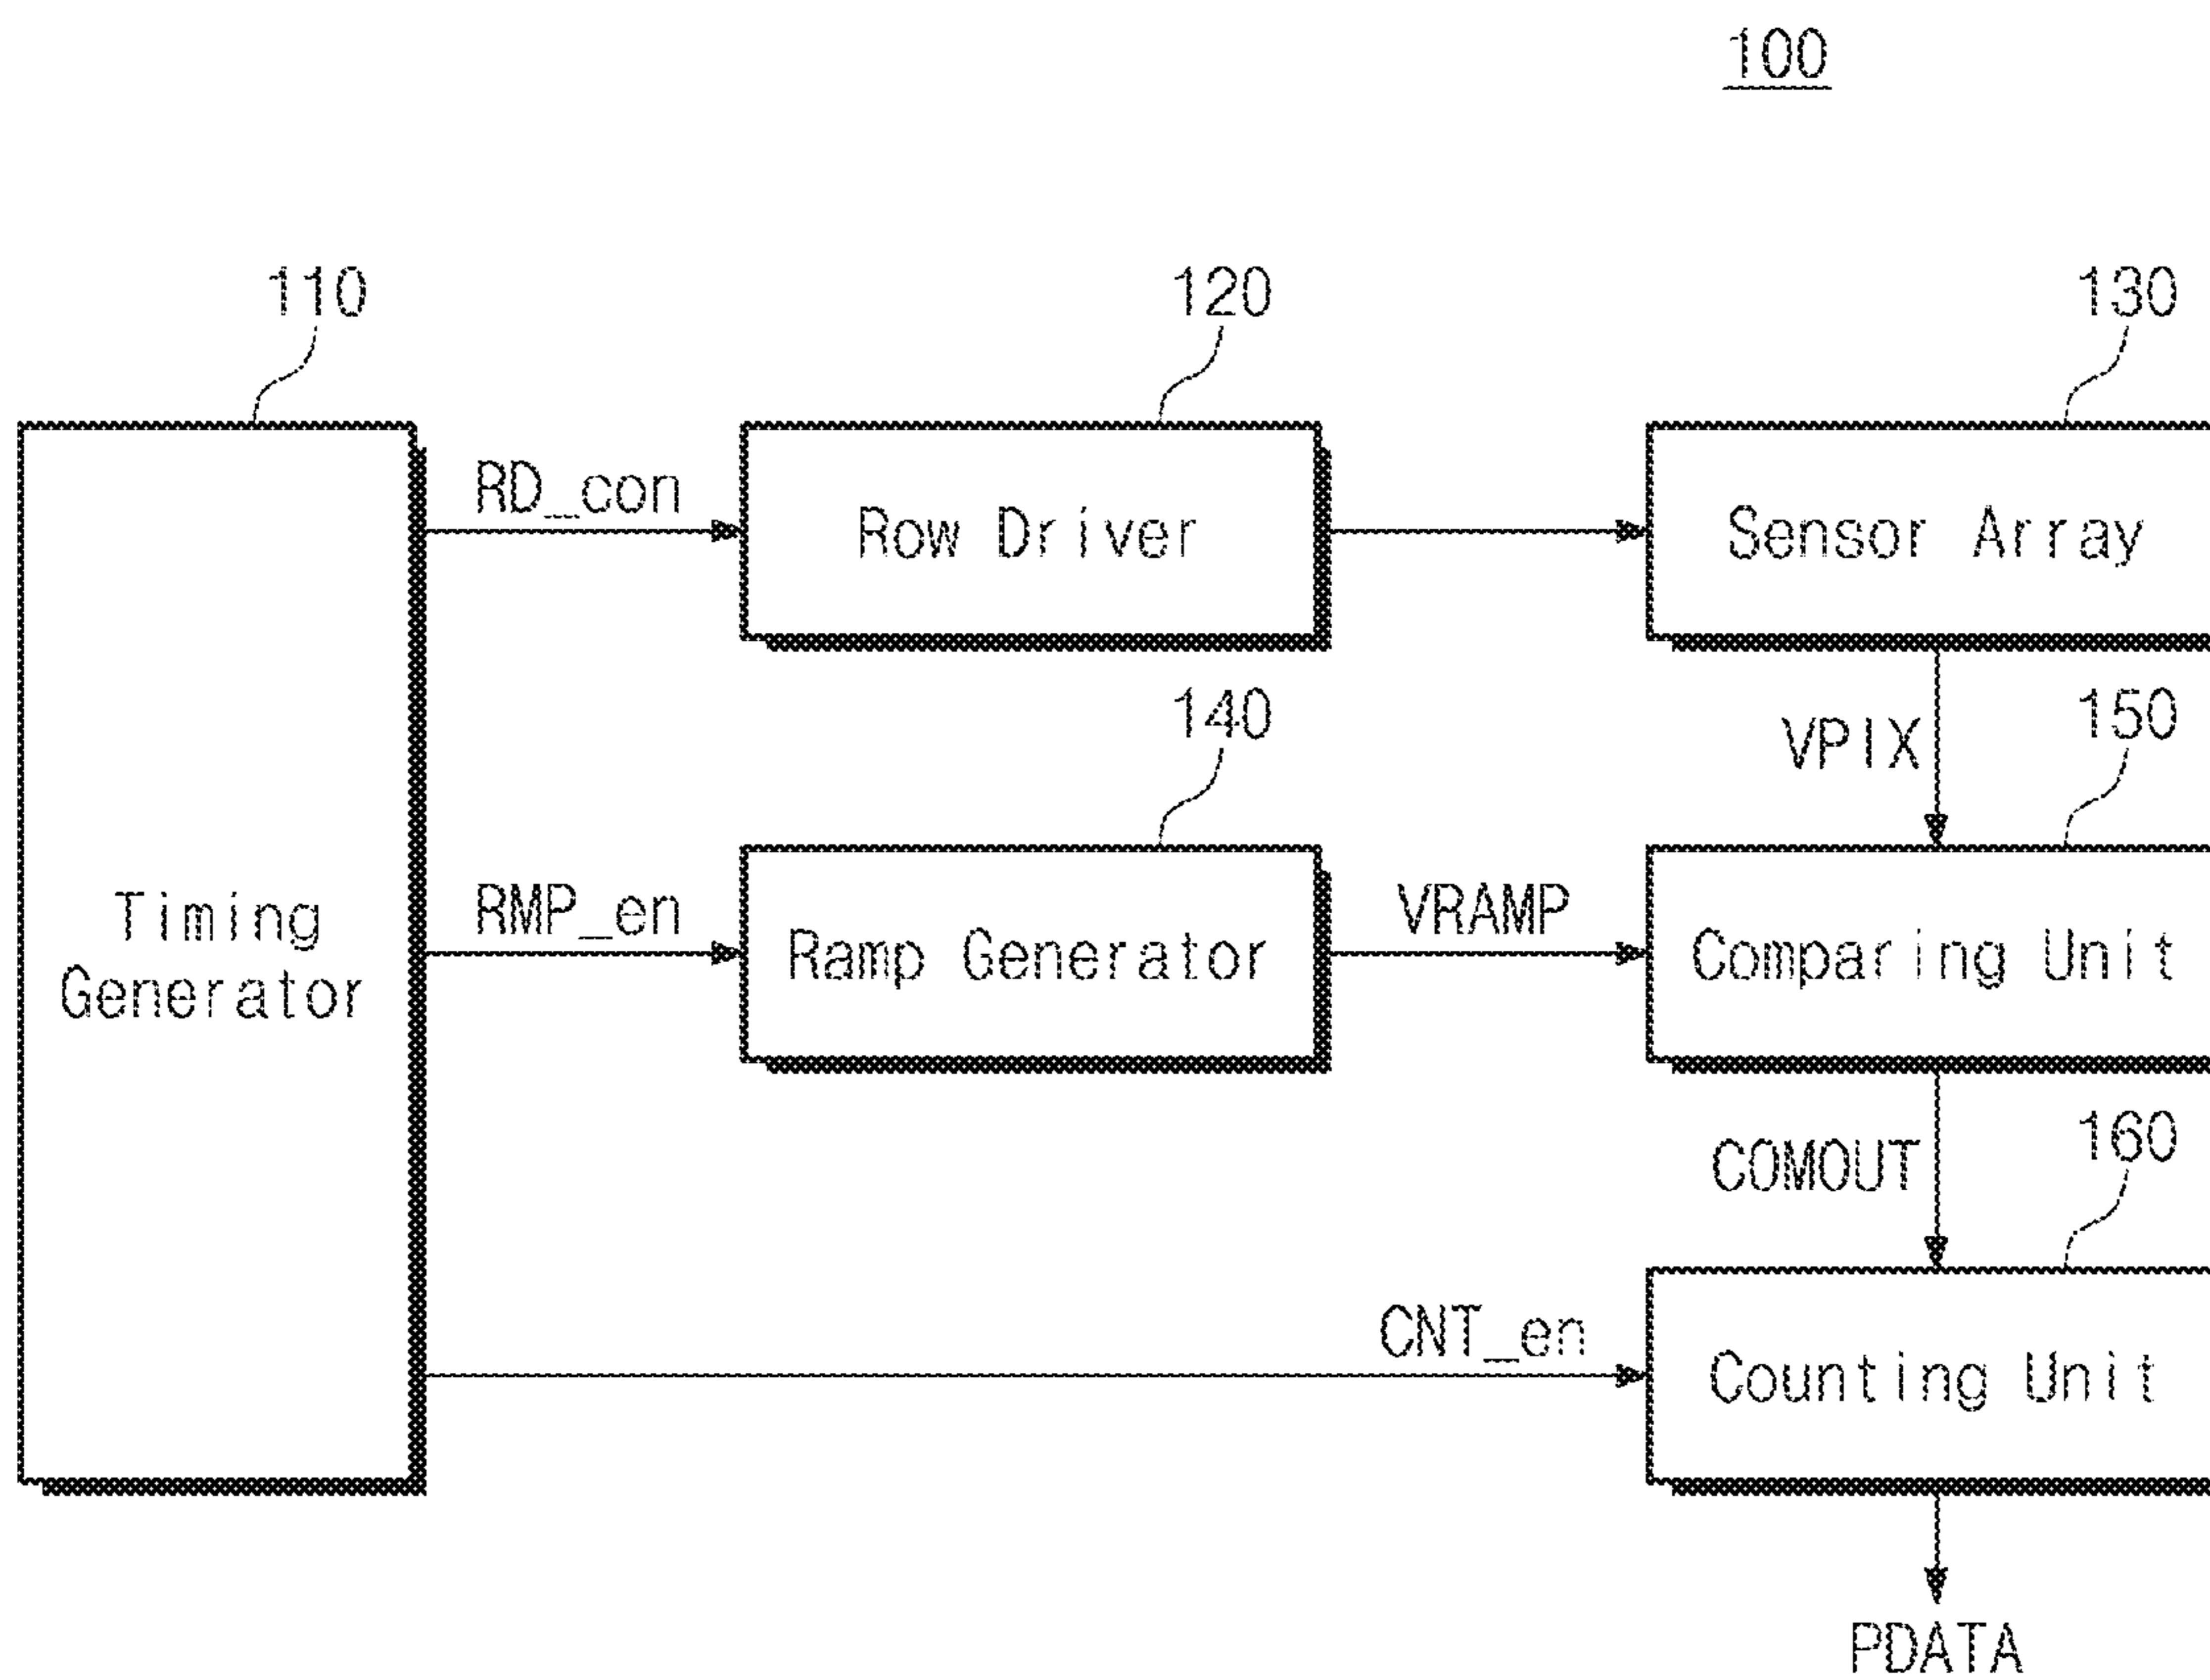 100
110
120
130
RD_con
Row Driver
Sensor Array
140
VPIX
150
Timing
Generator
RMP_en
Ramp Generator
VRAMP
Comparing Unit
COMOUT
160
CNT_en
Counting Unit
PDATA